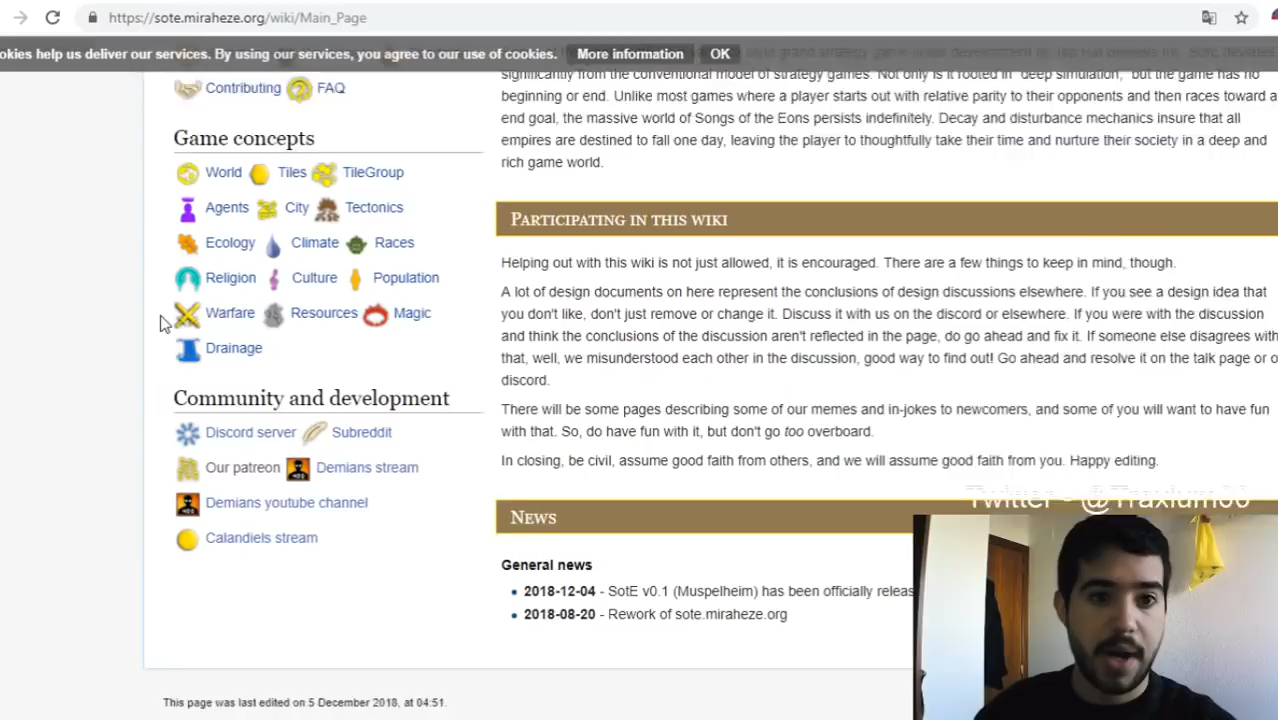 https://sote.miraheze.org/wiki/Main_Page
okies help us deliver our services. By using our services, you agree to our use of cookies. More information OK
significantly from the conventional model of strategy games. Not only is it rooted in "deep simulation," but the game has no
beginning or end. Unlike most games where a player starts out with relative parity to their opponents and then races toward a
end goal, the massive world of Songs of the Eons persists indefinitely. Decay and disturbance mechanics insure that all
empires are destined to fall one day, leaving the player to thoughtfully take their time and nurture their society in a deep and
rich game world.
Contributing FAQ
Game concepts
World Tiles TileGroup
Agents City Tectonics
Ecology Climate Races
Religion Culture Population
Warfare Resources Magic
Drainage
Community and development
Discord server Subreddit
Our patreon Demians stream
Demians youtube channel
Calandiels stream
Participating in this wiki
Helping out with this wiki is not just allowed, it is encouraged. There are a few things to keep in mind, though.
A lot of design documents on here represent the conclusions of design discussions elsewhere. If you see a design idea that
you don't like, don't just remove or change it. Discuss it with us on the discord or elsewhere. If you were with the discussion
and think the conclusions of the discussion aren't reflected in the page, do go ahead and fix it. If someone else disagrees with
that, well, we misunderstood each other in the discussion, good way to find out! Go ahead and resolve it on the talk page or o
discord.
There will be some pages describing some of our memes and in-jokes to newcomers, and some of you will want to have fun
with that. So, do have fun with it, but don't go too overboard.
In closing, be civil, assume good faith from others, and we will assume good faith from you. Happy editing.
News
General news
2018-12-04 - SotE v0.1 (Muspelheim) has been officially releas
2018-08-20 - Rework of sote.miraheze.org
This page was last edited on 5 December 2018, at 04:51.
Twitter -